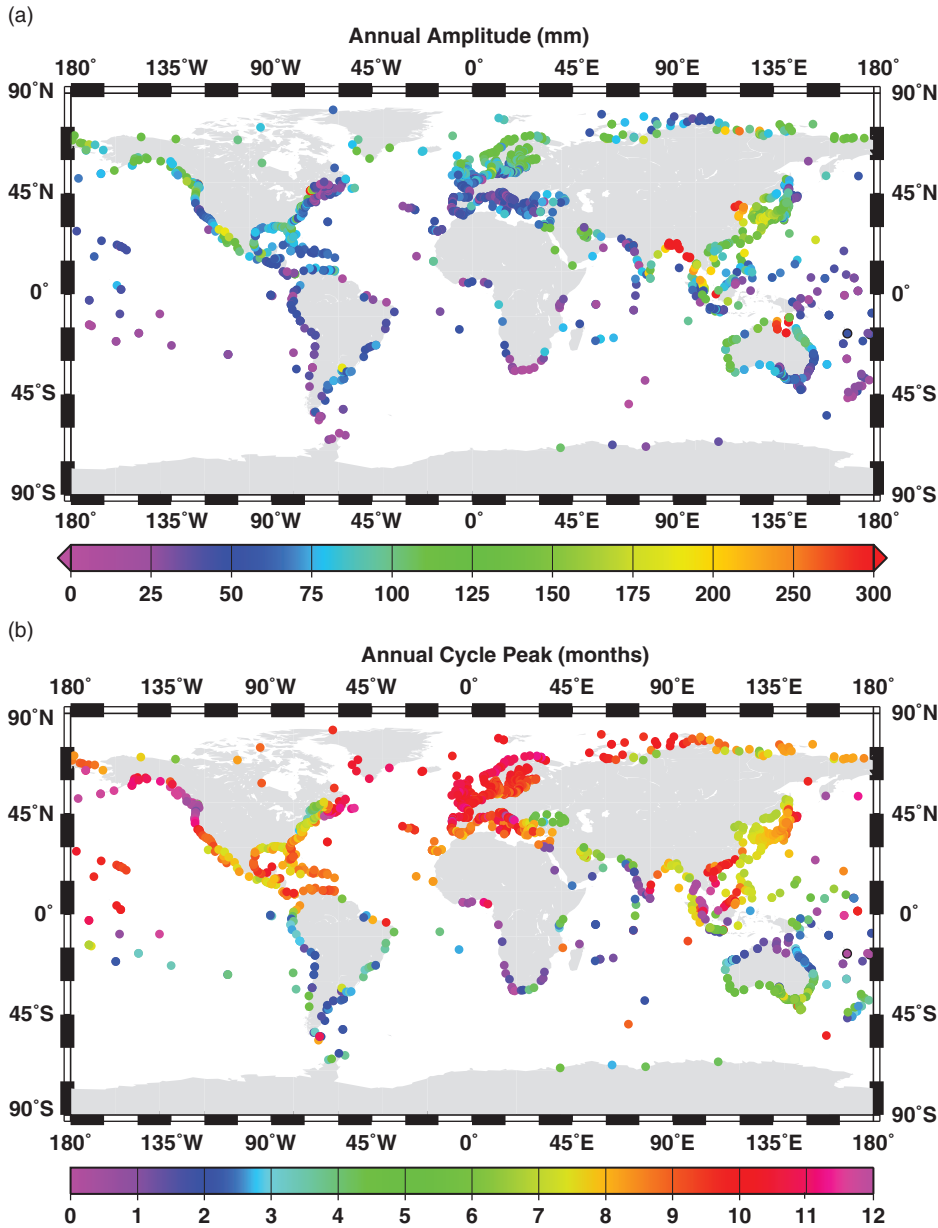 (a)
Annual Amplitude (mm)
180˚ 135˚W 90˚W 45˚W 0˚ 45˚E 90˚E 135˚E 180˚
90˚N 90˚N
45˚N 45˚N
0˚ 0˚
45˚S 45˚S
90˚S 90˚S
180˚ 135˚W 90˚W 45˚W 0˚ 45˚E 90˚E 135˚E 180˚
0 25 50 75 100 125 150 175 200 250 300
(b)
Annual Cycle Peak (months)
180˚ 135˚W 90˚W 45˚W 0˚ 45˚E 90˚E 135˚E 180˚
90˚N 90˚N
45˚N 45˚N
0˚ 0˚
45˚S 45˚S
90˚S 90˚S
180˚ 135˚W 90˚W 45˚W 0˚ 45˚E 90˚E 135˚E 180˚
0 1 2 3 4 5 6 7 8 9 10 11 12